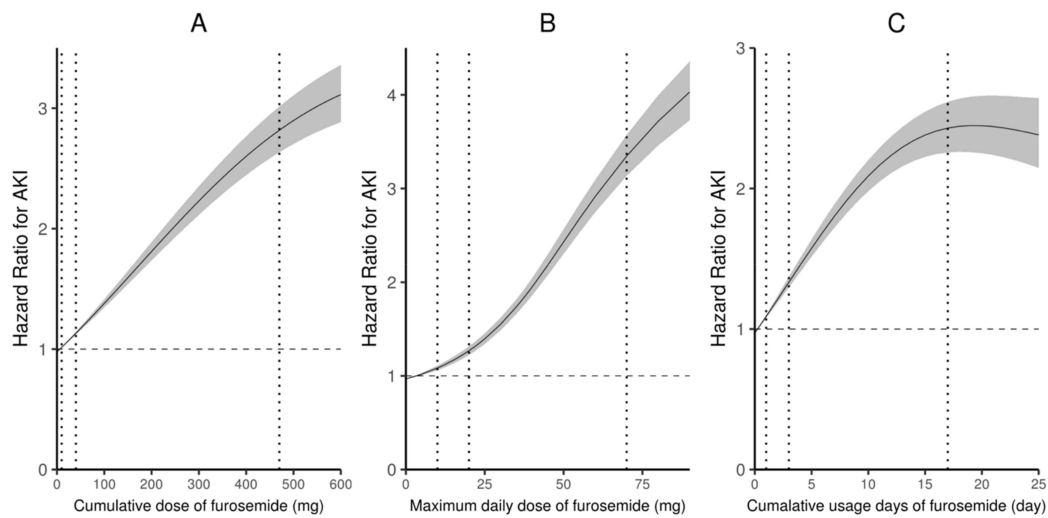 A
Hazard Ratio for AKI
3
2
1
0
0 100 200 300 400 500 600
Cumulative dose of furosemide (mg)
B
Hazard Ratio for AKI
4
3
2
1
0
0 25 50 75
Maximum daily dose of furosemide (mg)
C
Hazard Ratio for AKI
3
2
1
0
0 5 10 15 20 25
Cumalative usage days of furosemide (day)